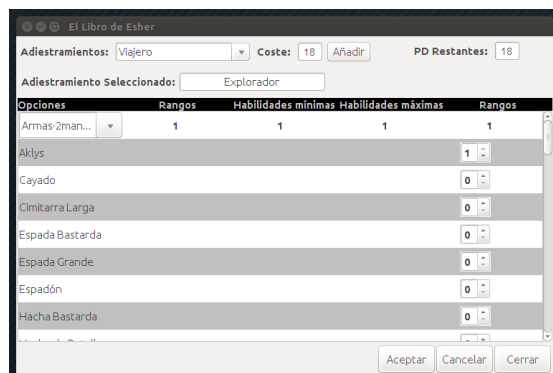 El Libro de Esher
Adiestramientos: Viajero Coste: 18 Añadir PD Restantes: 18
Adiestramiento Seleccionado: Explorador
Opciones Rangos Habilidades mínimas Habilidades máximas Rangos
Armas·2man... 1 1 1 1
Aklys 1
Cayado 0
Cimitarra Larga 0
Espada Bastarda 0
Espada Grande 0
Espadón 0
Hacha Bastarda 0
Aceptar Cancelar Cerrar